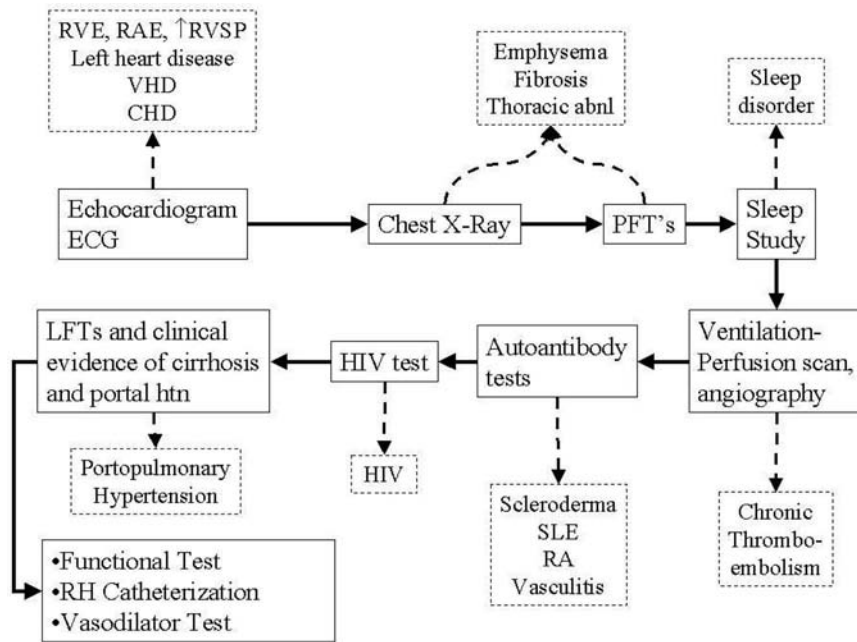 RVE, RAE, ↑RVSP
Left heart disease
VHD
CHD
Emphysema
Fibrosis
Thoracic abnl
Sleep
disorder
Echocardiogram
ECG
Chest X-Ray
PFT's
Sleep
Study
LFTs and clinical
evidence of cirrhosis
and portal htn
HIV test
Autoantibody
tests
Ventilation-
Perfusion scan,
angiography
Portopulmonary
Hypertension
HIV
Scleroderma
SLE
RA
Vasculitis
Chronic
Thrombo-
embolism
•Functional Test
•RH Catheterization
•Vasodilator Test